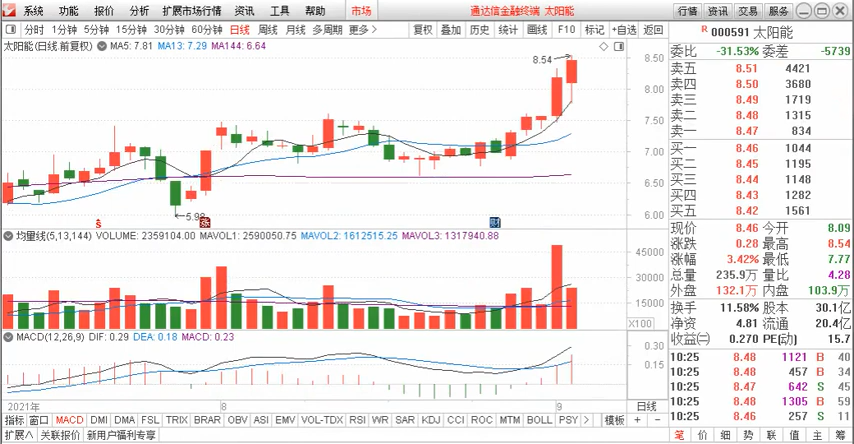 系统 功能 报价 分析 扩展市场行情 资讯 工具 帮助 市场 通达信金融终端 太阳能 行情 资讯 交易 服务
分时 1分钟 5分钟 15分钟 30分钟 60分钟 日线 周线 月线 多周期 更多> 复权 叠加 历史 统计 画线 F10 标记 +自选 返回
R 000591 太阳能
太阳能(日线 前复权) MA5: 7.81 MA13: 7.29 MA144: 6.64
8.54
8.50
8.00
7.50
7.00
6.50
6.00
5.98
财
委比 -31.53% 委差 -5739
卖五 8.51 4421
卖四 8.50 3680
卖三 8.49 1719
卖二 8.48 1315
卖一 8.47 834
买一 8.46 1044
买二 8.45 1195
买三 8.44 1148
买四 8.43 1282
买五 8.42 1561
现价 8.46 今开 8.09
涨跌 0.28 最高 8.54
涨幅 3.42% 最低 7.77
总量 235.9万 量比 4.28
外盘 132.1万 内盘 103.9万
换手 11.58% 股本 30.1亿
净资 4.81 流通 20.4亿
收益(二) 0.270 PE(动) 15.7
均量线(5,13,144) VOLUME: 2359104.00 MAVOL1: 2590050.75 MAVOL2: 1612515.25 MAVOL3: 1317940.88
45000
30000
15000
X100
MACD(12,26,9) DIF: 0.29 DEA: 0.18 MACD: 0.23
0.30
0.15
10:25 8.48 1121 B 40
10:25 8.48 457 B 34
10:25 8.47 642 S 45
10:25 8.48 1305 B 59
10:25 8.46 257 S 11
2021年 8 9 日线
指标 窗口 MACD DMI DMA FSL TRIX BRAR OBV ASI EMV VOL-TDX RSI WR SAR KDJ CCI ROC MTM BOLL PSY 模板 + −
扩展∧ 关联报价 新用户福利专享
笔 价 细 势 联 值 主 筹